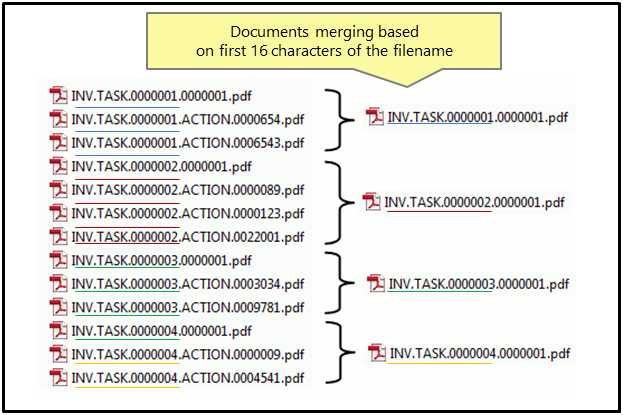 Documents merging based
on first 16 characters of the filename
INV.TASK.0000001.0000001.pdf
INV.TASK.0000001.ACTION.0000654.pdf
INV.TASK.0000001.ACTION.0006543.pdf
INV.TASK.0000002.0000001.pdf
INV.TASK.0000002.ACTION.0000089.pdf
INV.TASK.0000002.ACTION.0000123.pdf
INV.TASK.0000002.ACTION.0022001.pdf
INV.TASK.0000003.0000001.pdf
INV.TASK.0000003.ACTION.0003034.pdf
INV.TASK.0000003.ACTION.0009781.pdf
INV.TASK.0000004.0000001.pdf
INV.TASK.0000004.ACTION.0000009.pdf
INV.TASK.0000004.ACTION.0004541.pdf
INV.TASK.0000001.0000001.pdf
INV.TASK.0000002.0000001.pdf
INV.TASK.0000003.0000001.pdf
INV.TASK.0000004.0000001.pdf